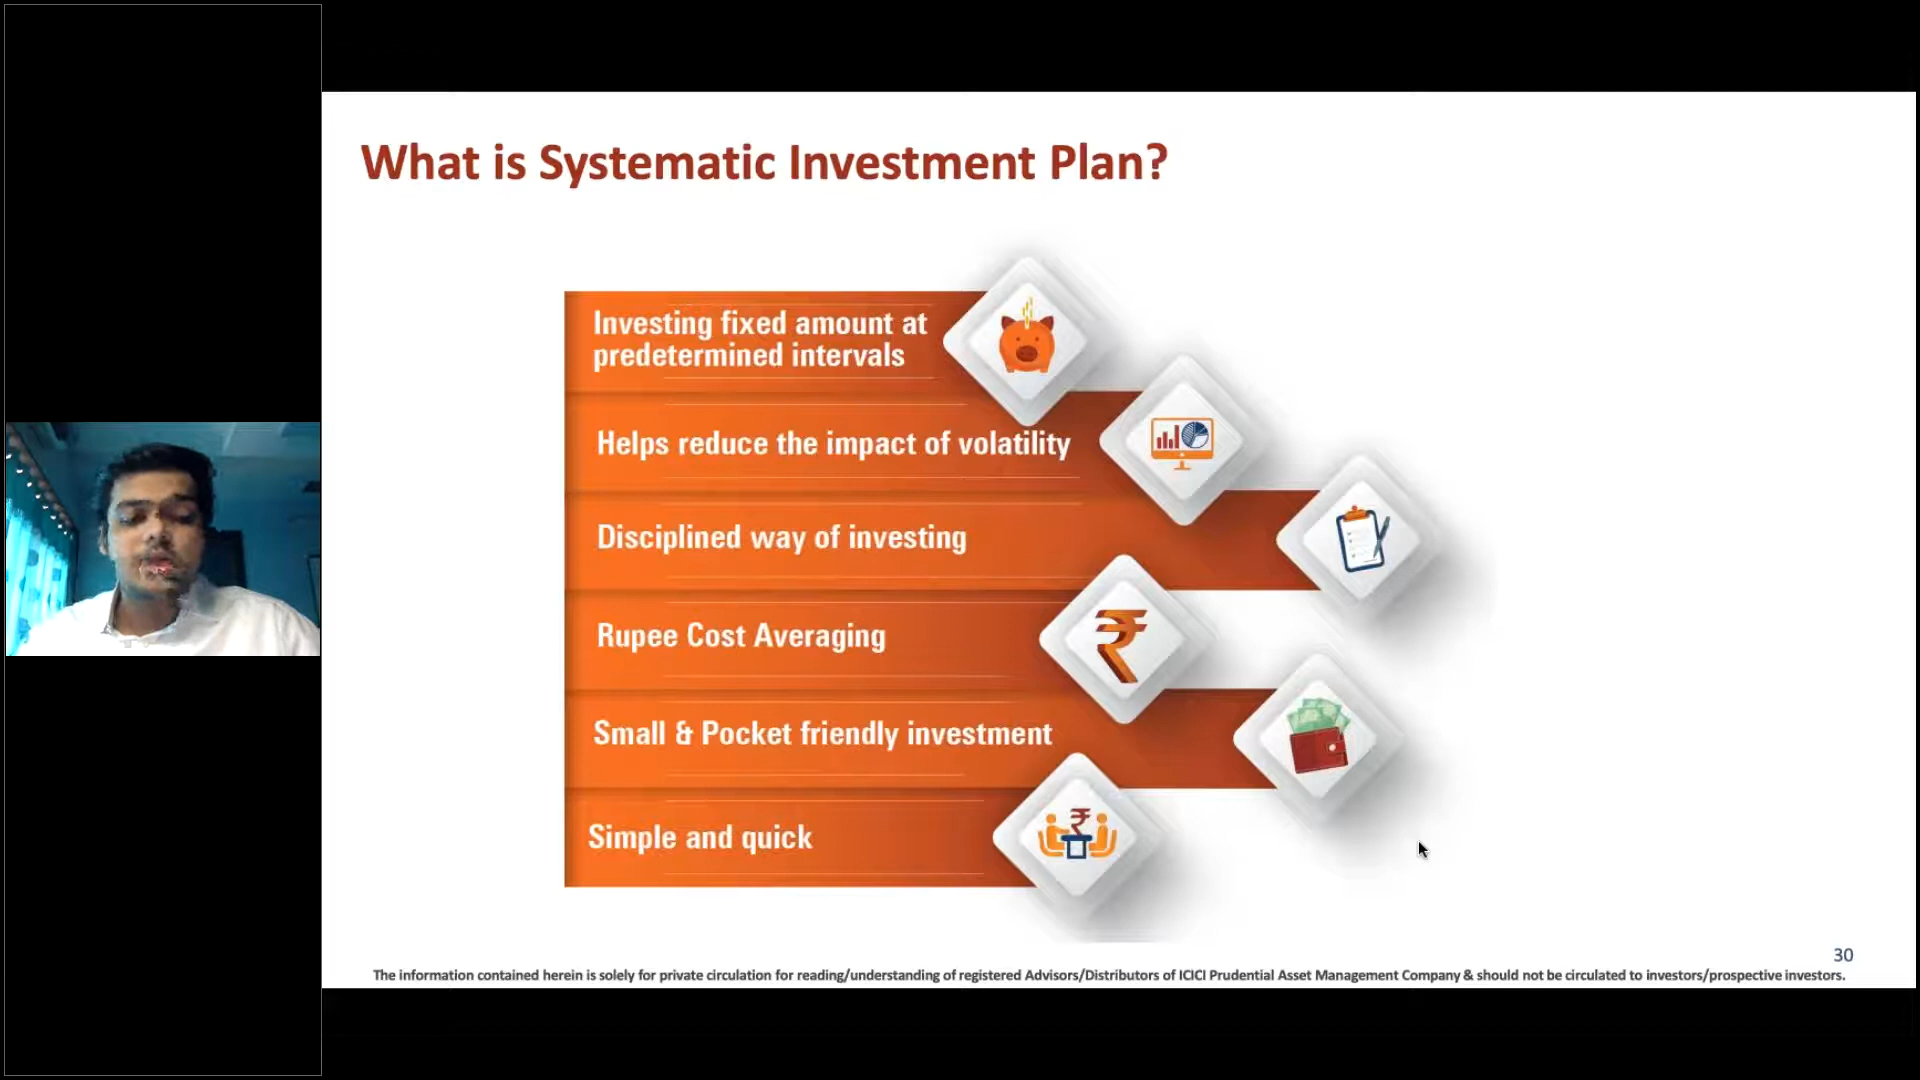 What is Systematic Investment Plan?
Investing fixed amount at
predetermined intervals
Helps reduce the impact of volatility
Disciplined way of investing
Rupee Cost Averaging
₹
Small & Pocket friendly investment
Simple and quick
₹
30
The information contained herein is solely for private circulation for reading/understanding of registered Advisors/Distributors of ICICI Prudential Asset Management Company & should not be circulated to investors/prospective investors.